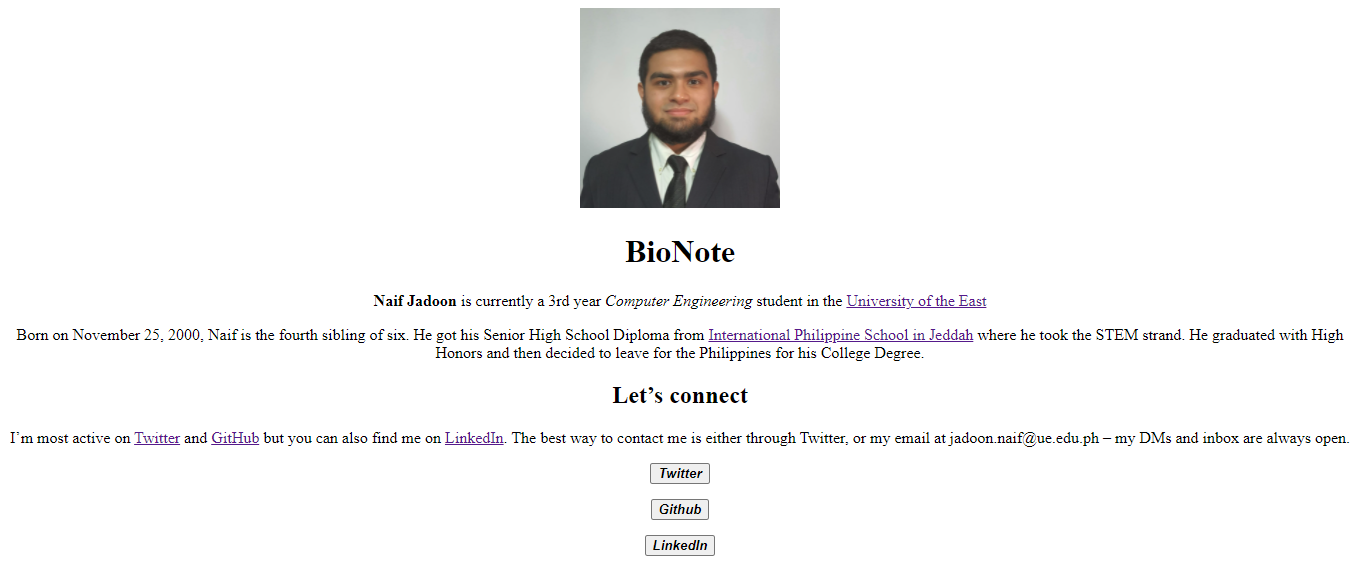 BioNote
Naif Jadoon is currently a 3rd year Computer Engineering student in the University of the East
Born on November 25, 2000, Naif is the fourth sibling of six. He got his Senior High School Diploma from International Philippine School in Jeddah where he took the STEM strand. He graduated with High
Honors and then decided to leave for the Philippines for his College Degree.
Let’s connect
I’m most active on Twitter and GitHub but you can also find me on LinkedIn. The best way to contact me is either through Twitter, or my email at jadoon.naif@ue.edu.ph – my DMs and inbox are always open.
Twitter
Github
LinkedIn